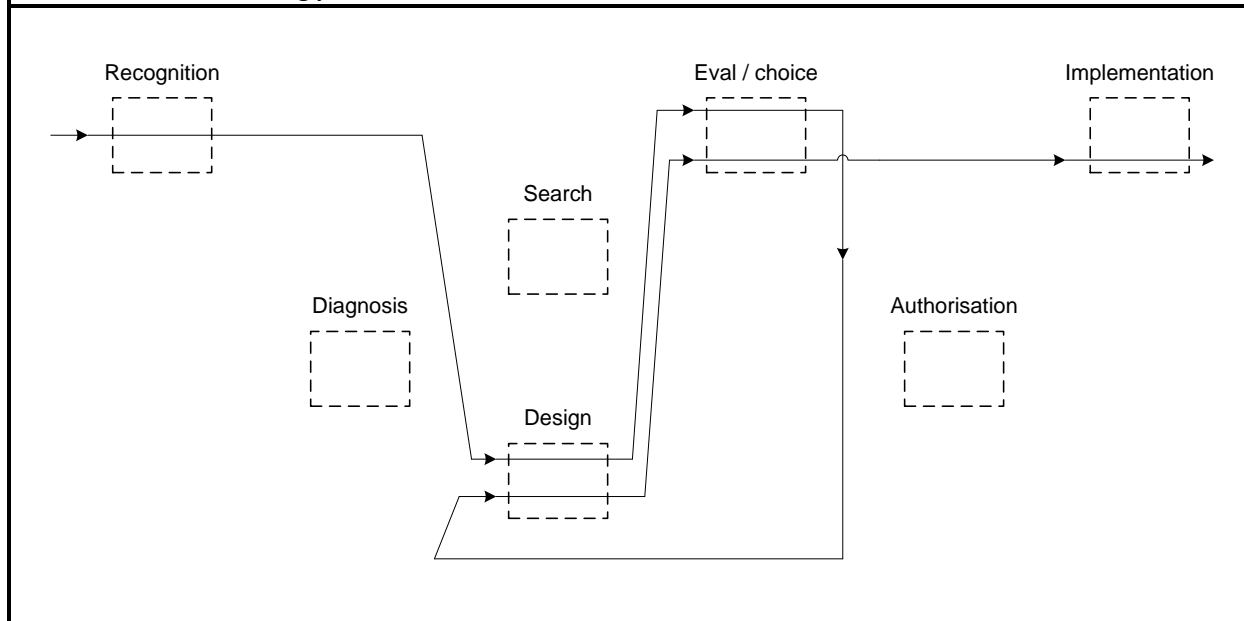 Recognition
Eval / choice
Implementation
Search
Diagnosis
Authorisation
Design